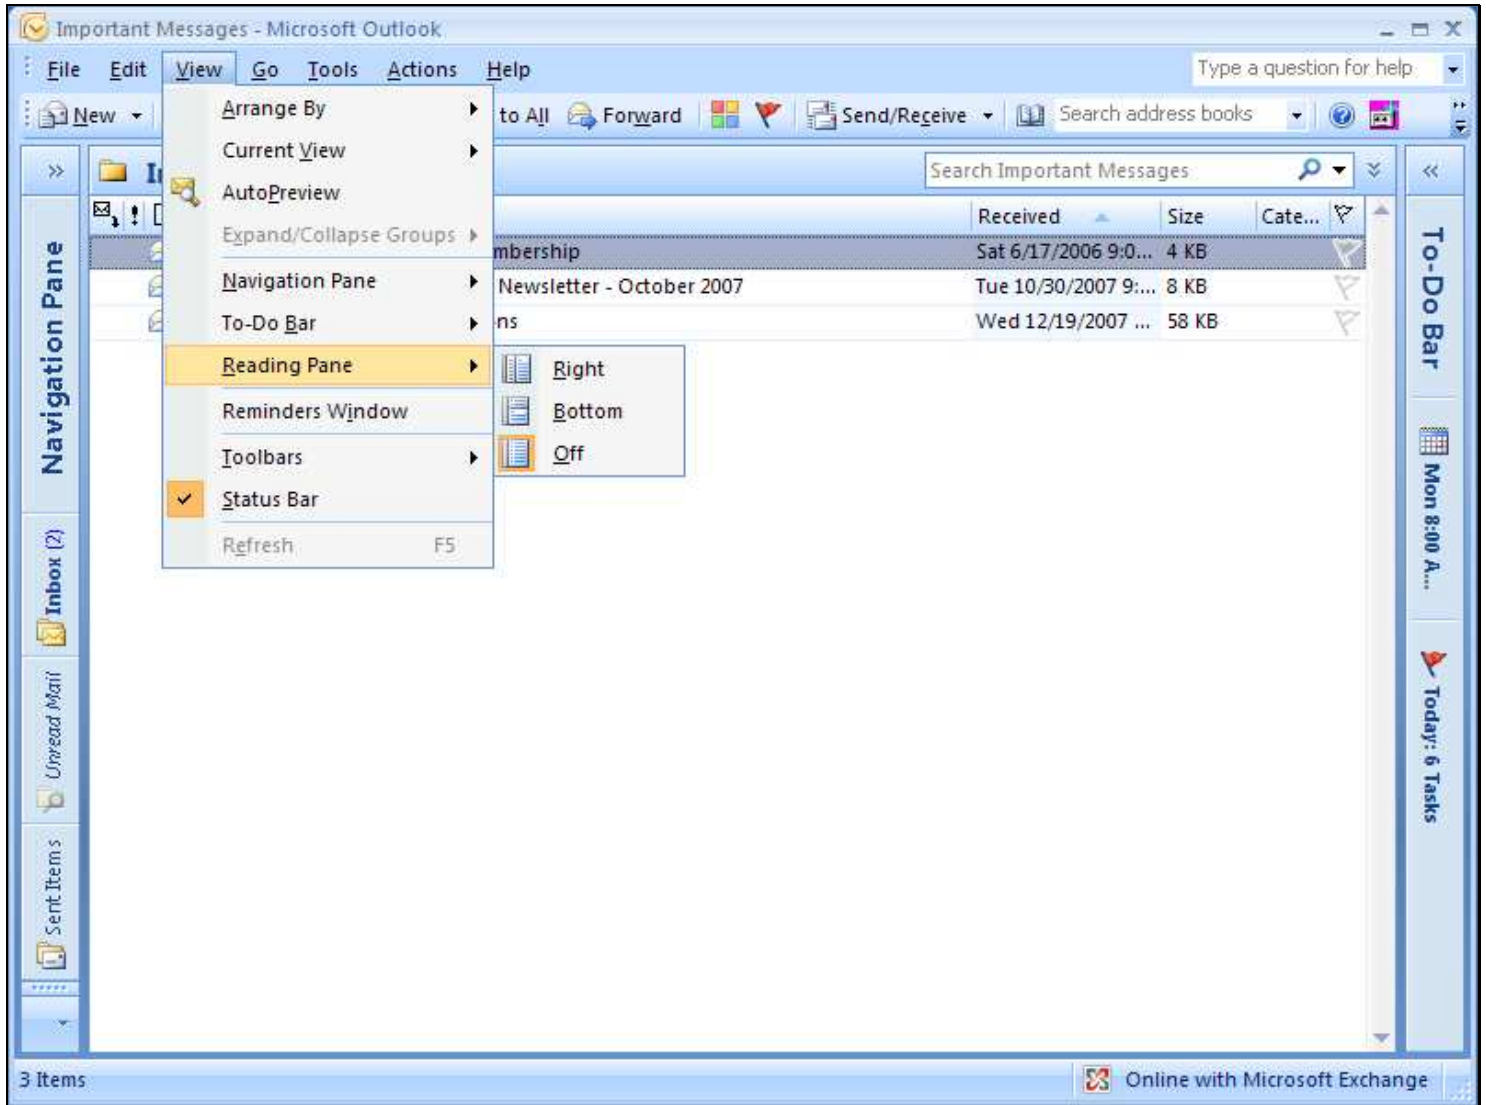 Important Messages - Microsoft Outlook
File Edit View Go Tools Actions Help Type a question for help
New to All Forward Send/Receive Search address books
Search Important Messages
Received Size Cate...
Sat 6/17/2006 9:0... 4 KB
Newsletter - October 2007 Tue 10/30/2007 9:... 8 KB
Wed 12/19/2007 ... 58 KB
Arrange By
Current View
AutoPreview
Expand/Collapse Groups
Navigation Pane
To-Do Bar
Reading Pane
Reminders Window
Toolbars
Status Bar
Refresh F5
Right
Bottom
Off
Navigation Pane
Inbox (2)
Unread Mail
Sent Items
To-Do Bar
Mon 8:00 A...
Today: 6 Tasks
3 Items Online with Microsoft Exchange